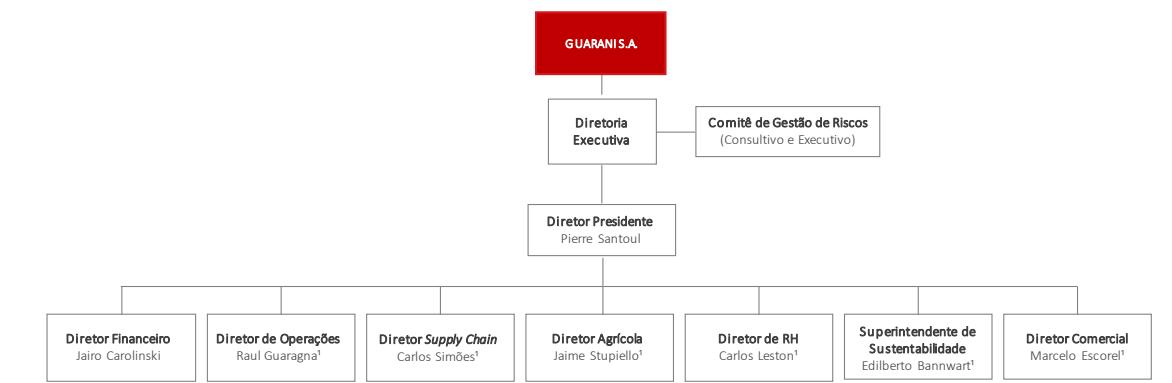 GUARANI S.A.
Diretoria
Executiva
Comitê de Gestão de Riscos
(Consultivo e Executivo)
Diretor Presidente
Pierre Santoul
Diretor Financeiro
Jairo Carolinski
Diretor de Operações
Raul Guaragna¹
Diretor Supply Chain
Carlos Simões¹
Diretor Agrícola
Jaime Stupiello¹
Diretor de RH
Carlos Leston¹
Superintendente de
Sustentabilidade
Edilberto Bannwart¹
Diretor Comercial
Marcelo Escorel¹